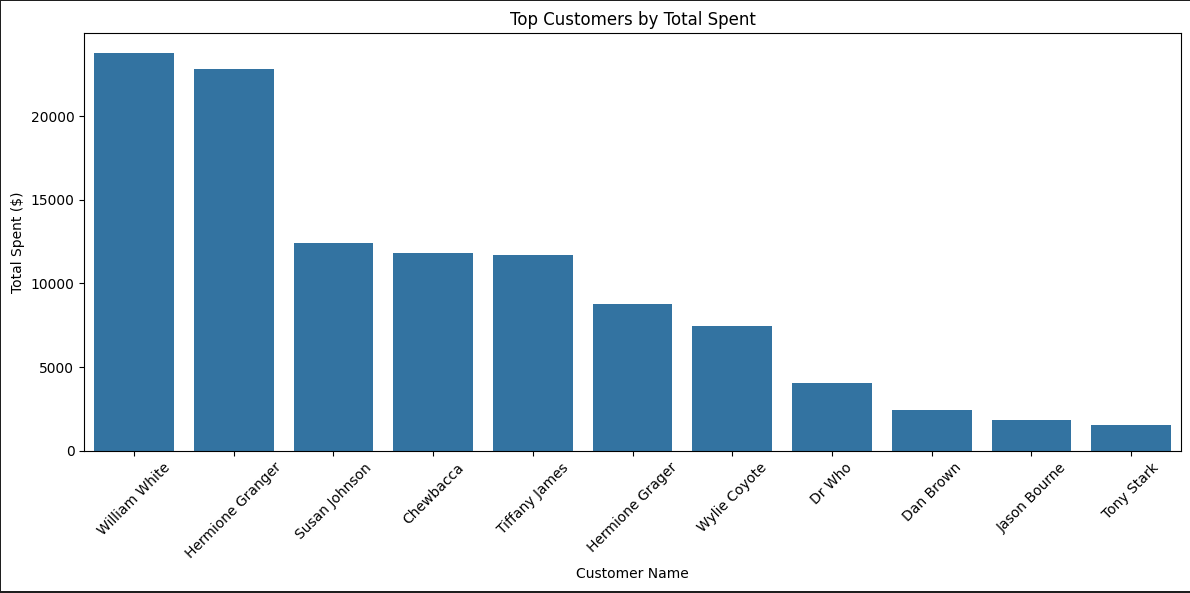 Top Customers by Total Spent
Total Spent ($)
20000
15000
10000
5000
0
William White
Hermione Granger
Susan Johnson
Chewbacca
Tiffany James
Hermione Grager
Wylie Coyote
Dr Who
Dan Brown
Jason Bourne
Tony Stark
Customer Name